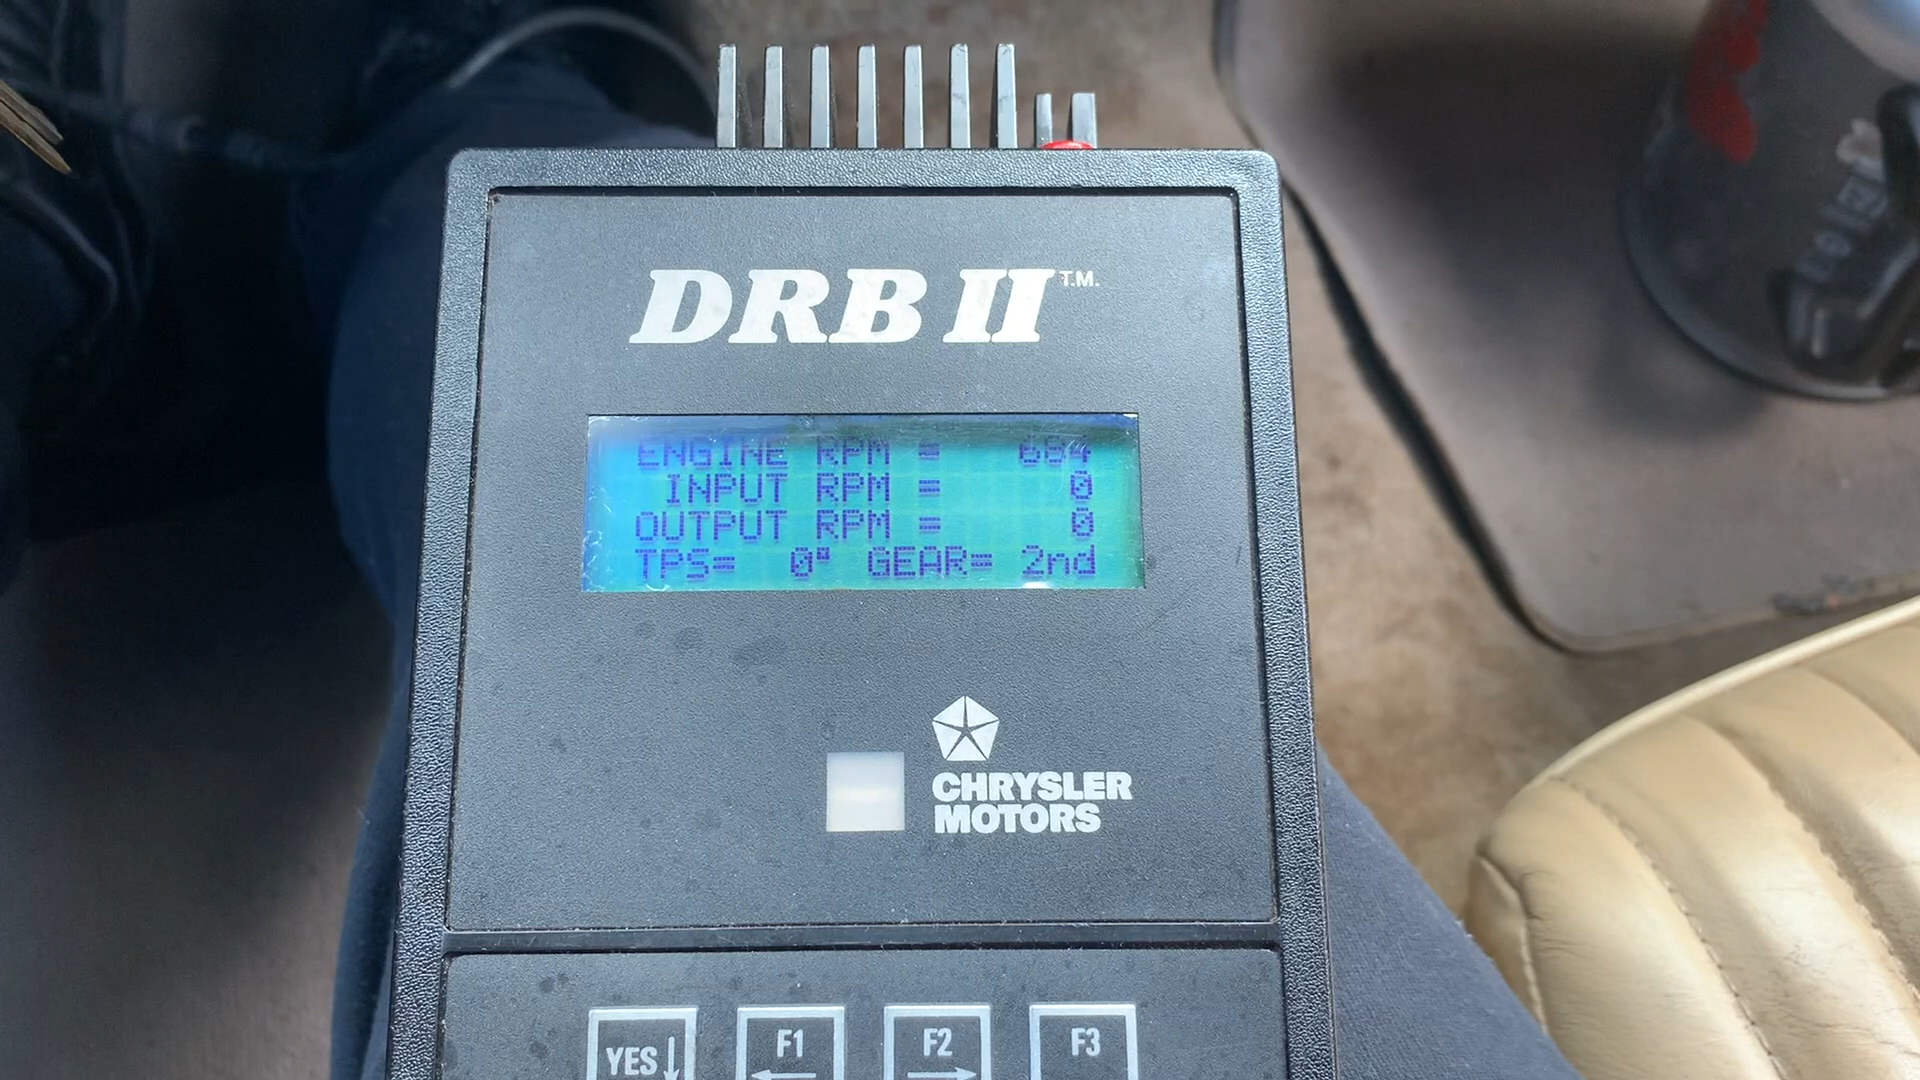 DRB II T.M.
ENGINE RPM = 684
INPUT RPM = 0
OUTPUT RPM = 0
TPS= 0° GEAR= 2nd
CHRYSLER
MOTORS
YES↓
F1
←
F2
→
F3